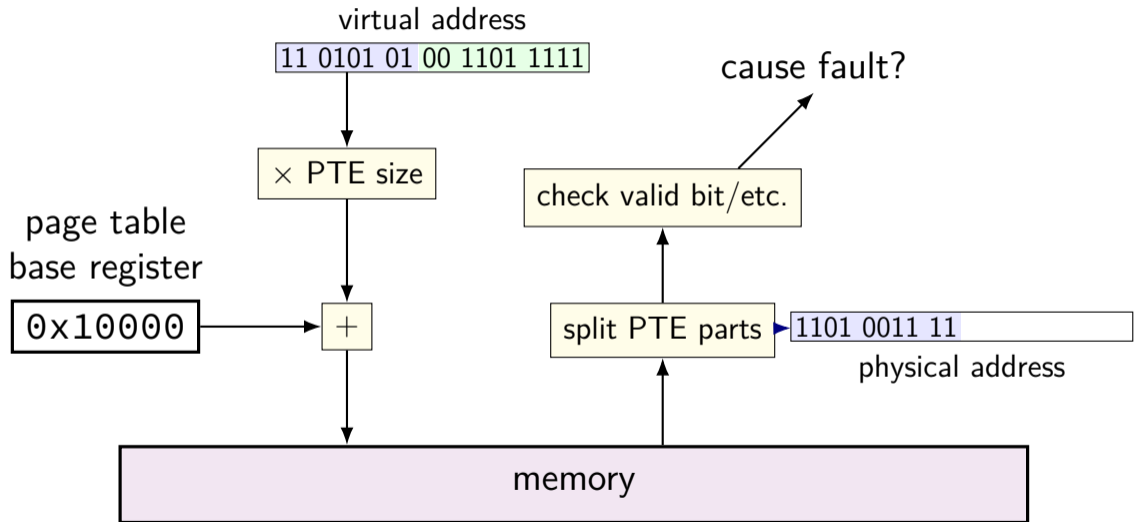 virtual address
11 0101 01 00 1101 1111
cause fault?
× PTE size
check valid bit/etc.
page table
base register
0x10000
+
split PTE parts
1101 0011 11
physical address
memory